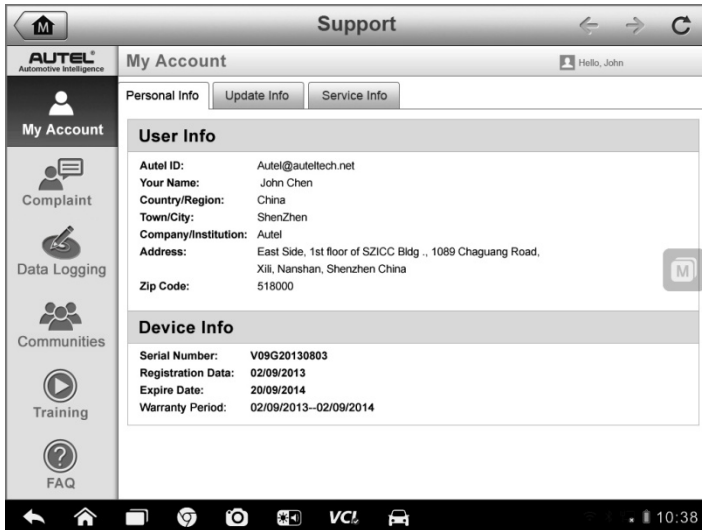 M
Support
AUTEL®
Automotive Intelligence
My Account
Hello, John
Personal Info
Update Info
Service Info
My Account
Complaint
Data Logging
Communities
Training
FAQ
User Info
Autel ID: Autel@auteltech.net
Your Name: John Chen
Country/Region: China
Town/City: ShenZhen
Company/Institution: Autel
Address: East Side, 1st floor of SZICC Bldg ., 1089 Chaguang Road,
Xili, Nanshan, Shenzhen China
Zip Code: 518000
M
Device Info
Serial Number: V09G20130803
Registration Data: 02/09/2013
Expire Date: 20/09/2014
Warranty Period: 02/09/2013--02/09/2014
VCI
10:38